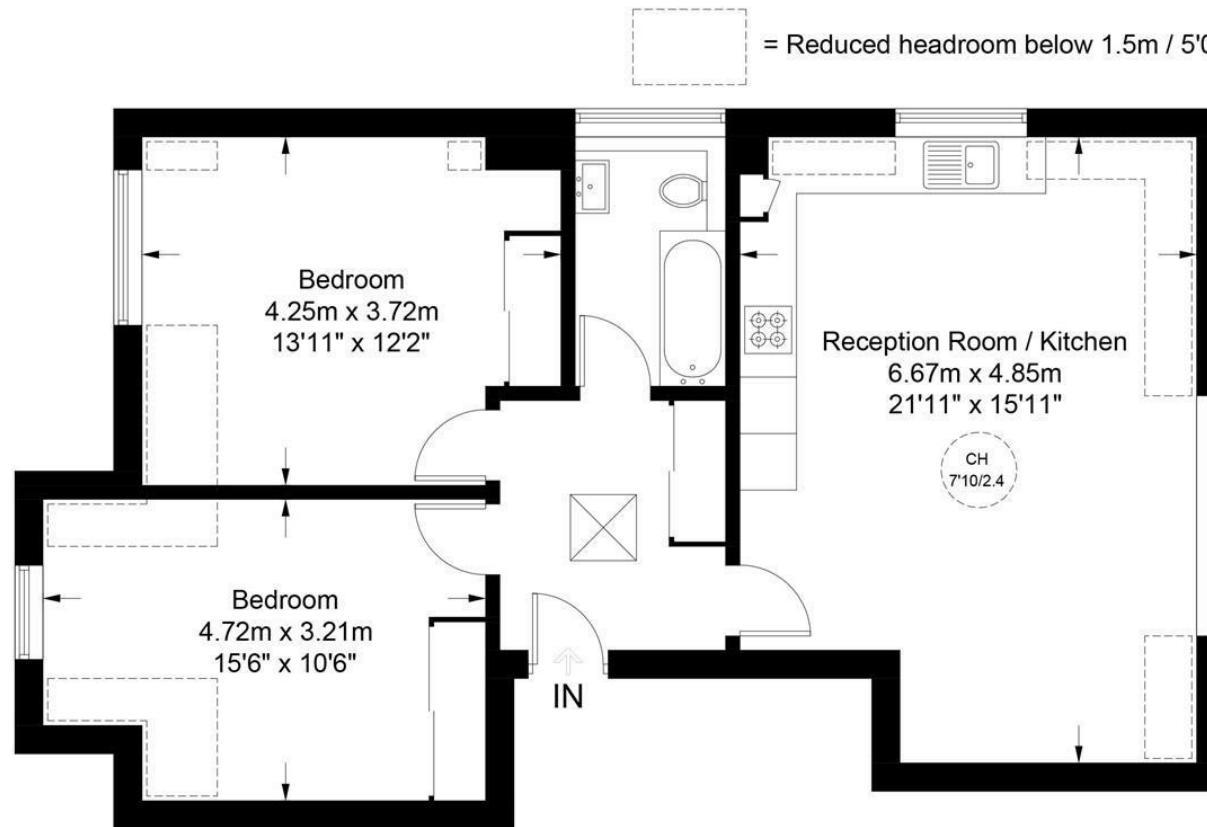 = Reduced headroom below 1.5m / 5'0
Bedroom
4.25m x 3.72m
13'11" x 12'2"
Reception Room / Kitchen
6.67m x 4.85m
21'11" x 15'11"
CH
7'10/2.4
Bedroom
4.72m x 3.21m
15'6" x 10'6"
IN